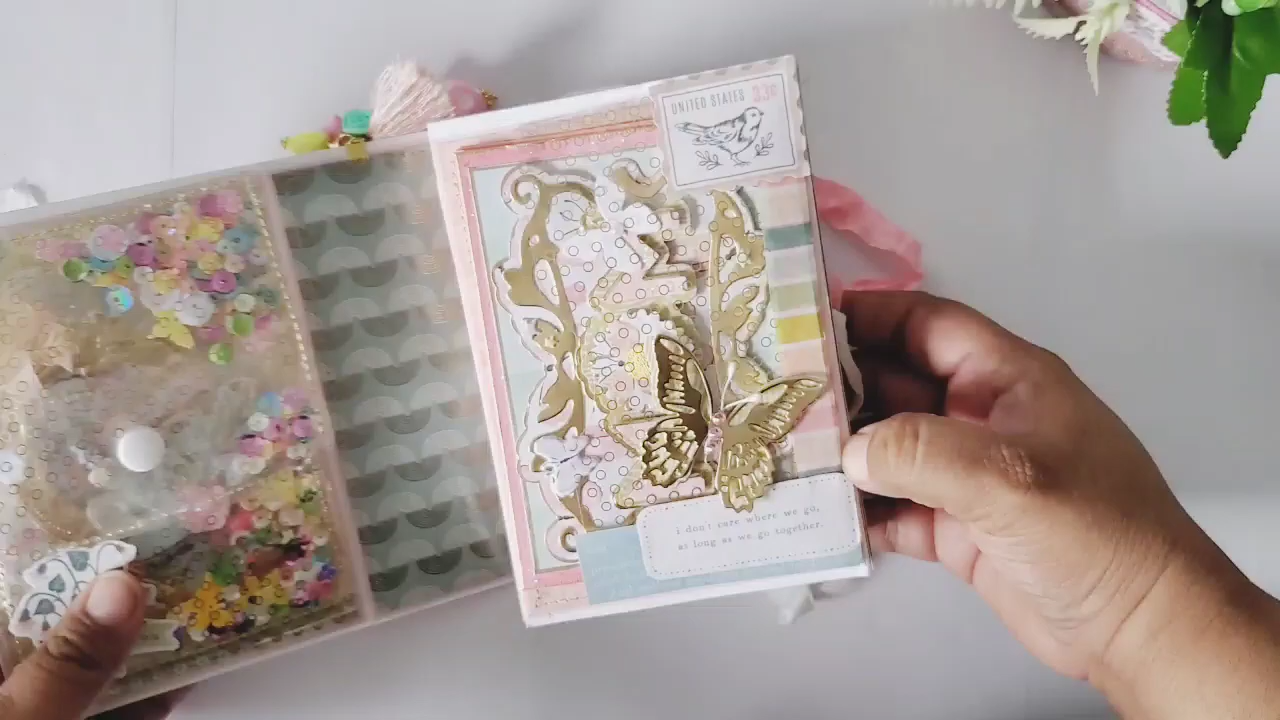 UNITED STATES 33¢
i don't care where we go,
as long as we go together.